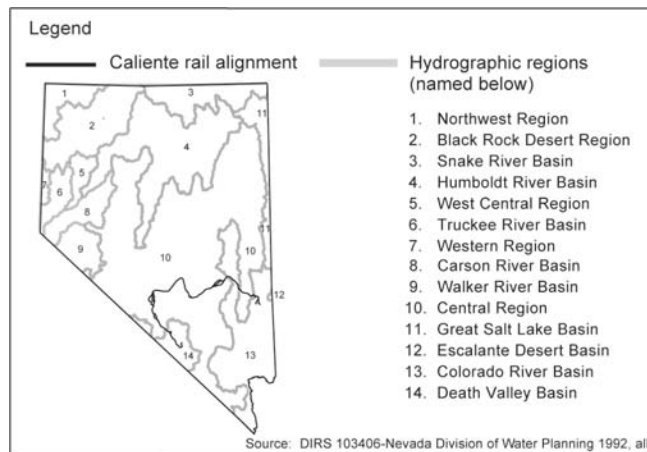 Legend
Caliente rail alignment
Hydrographic regions
(named below)
1. Northwest Region
2. Black Rock Desert Region
3. Snake River Basin
4. Humboldt River Basin
5. West Central Region
6. Truckee River Basin
7. Western Region
8. Carson River Basin
9. Walker River Basin
10. Central Region
11. Great Salt Lake Basin
12. Escalante Desert Basin
13. Colorado River Basin
14. Death Valley Basin
1
3
2
11
4
5
7
6
8
11
9
10
10
12
13
14
Source: DIRS 103406-Nevada Division of Water Planning 1992, all